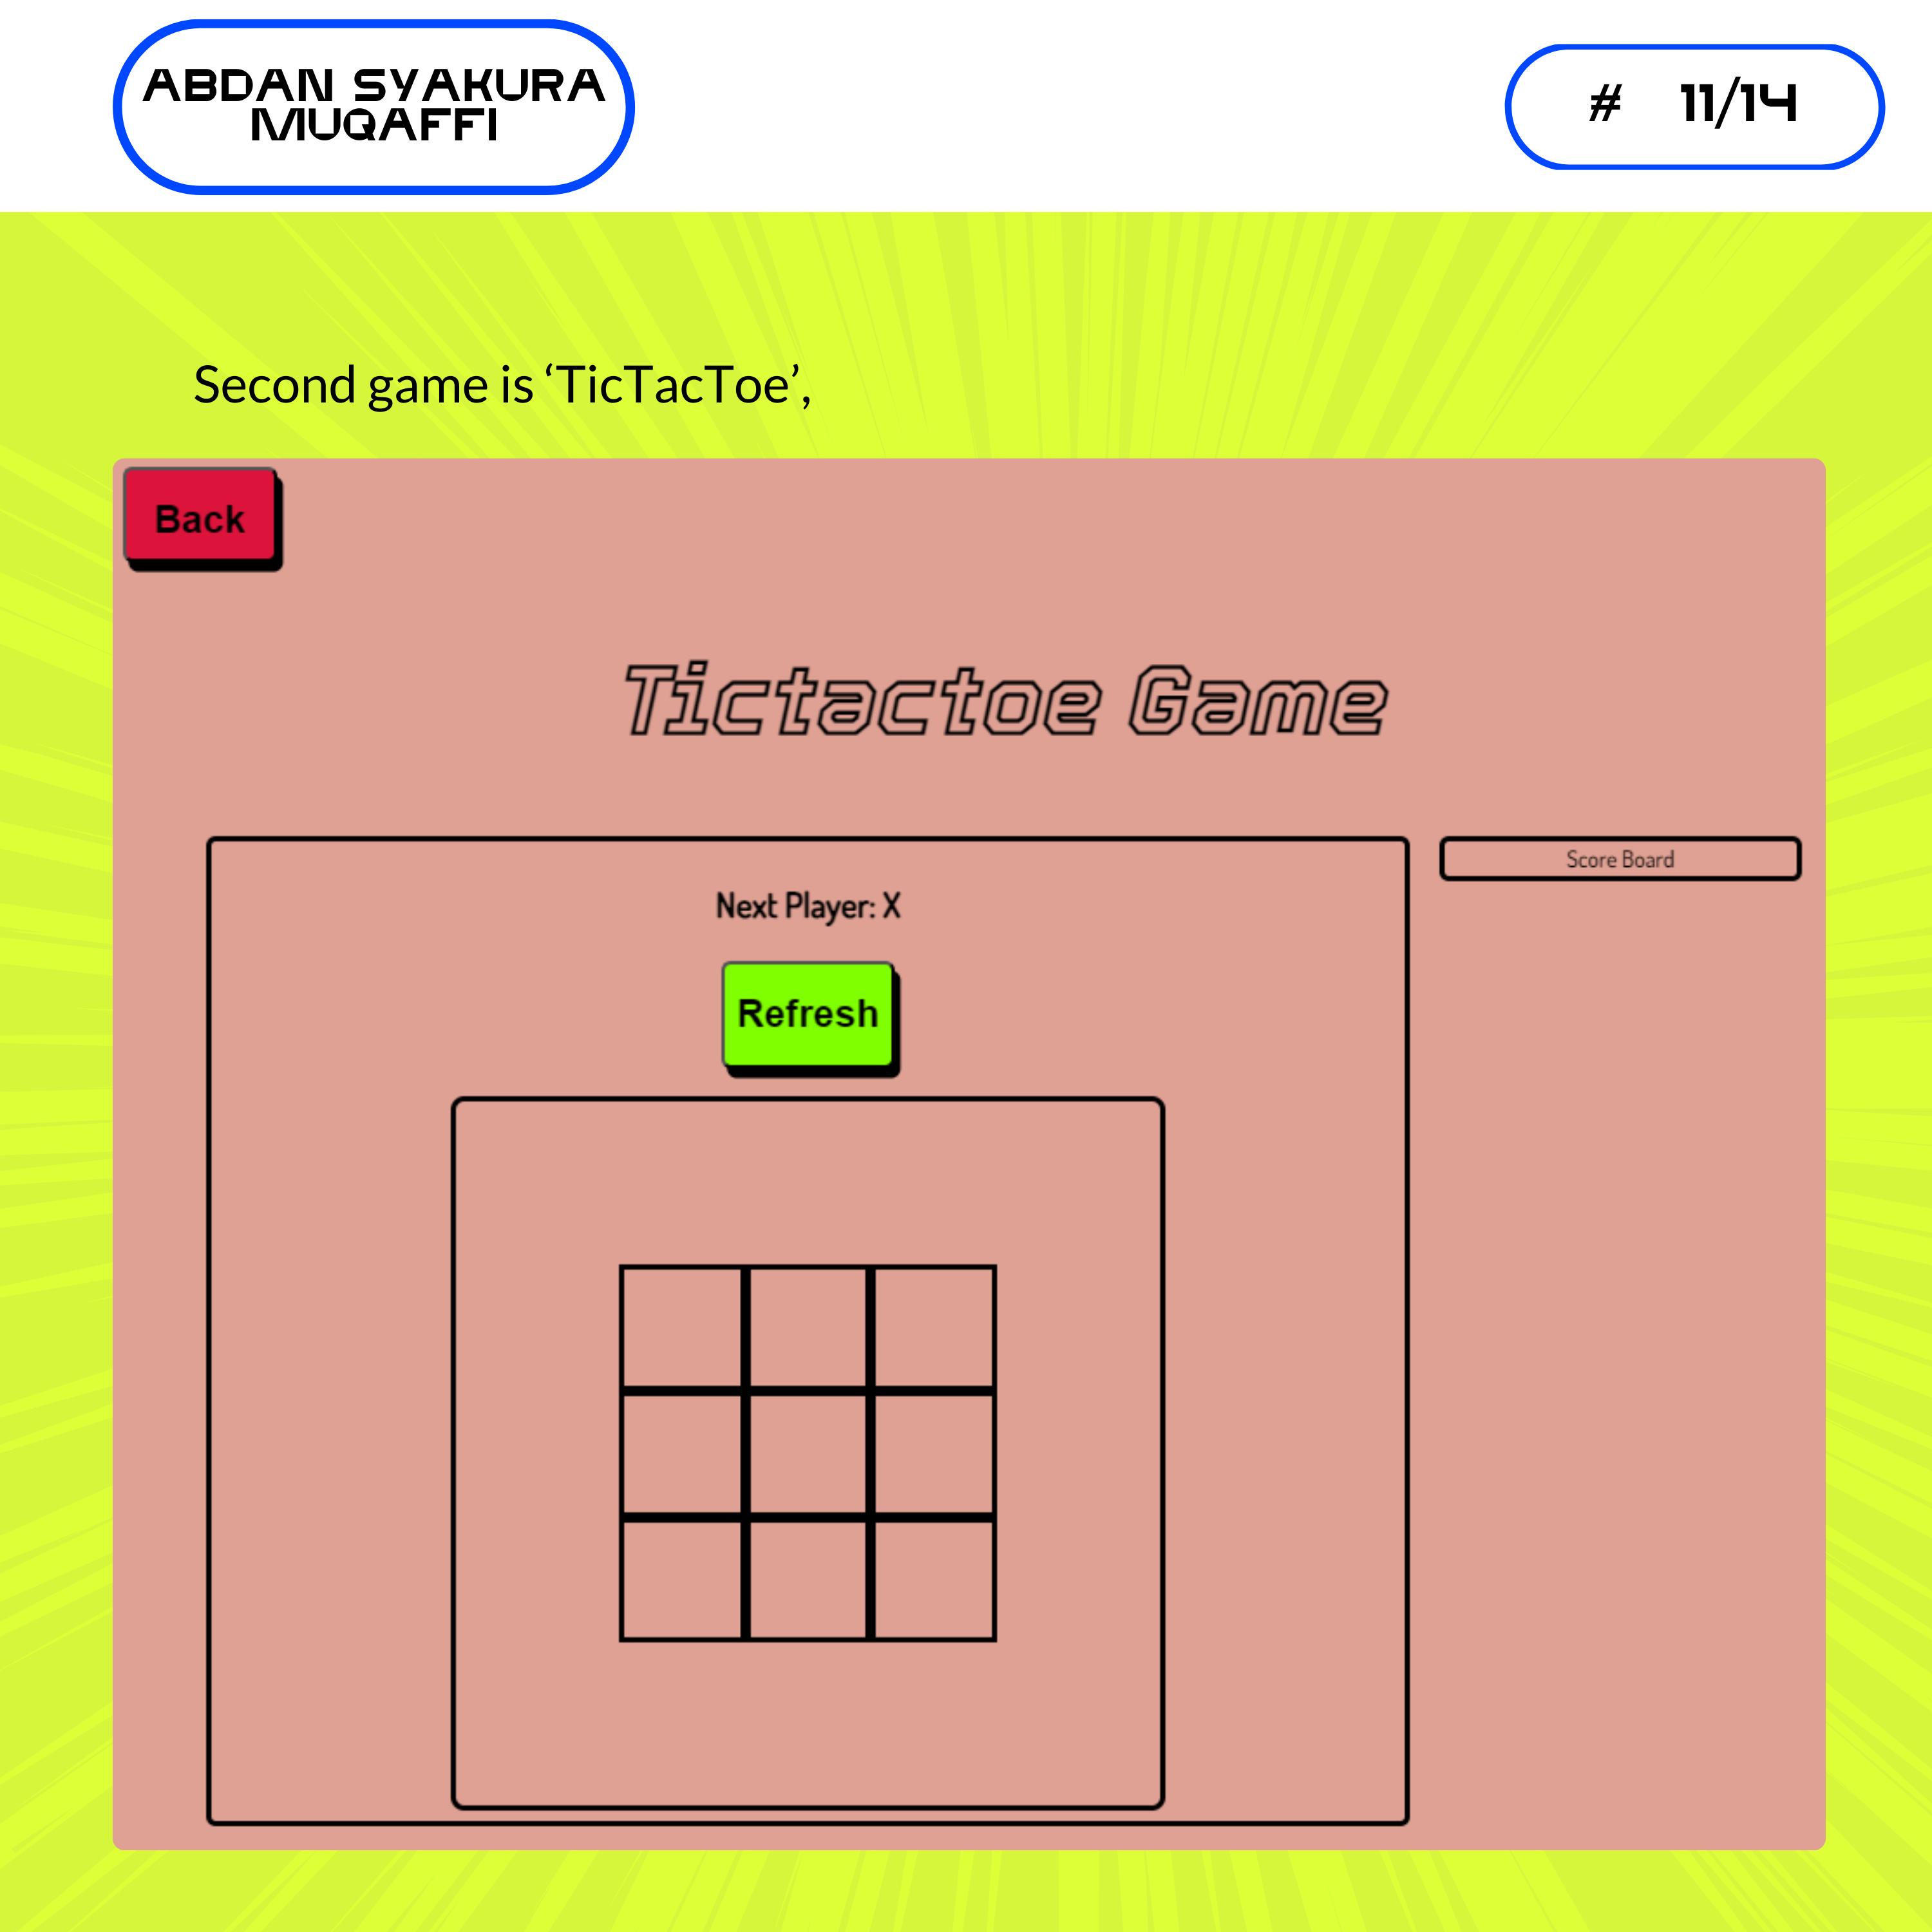 ABDAN SYAKURA
MUQAFFI
# 11/14
Second game is ‘TicTacToe’,
Back
Tictactoe Game
Score Board
Next Player: X
Refresh